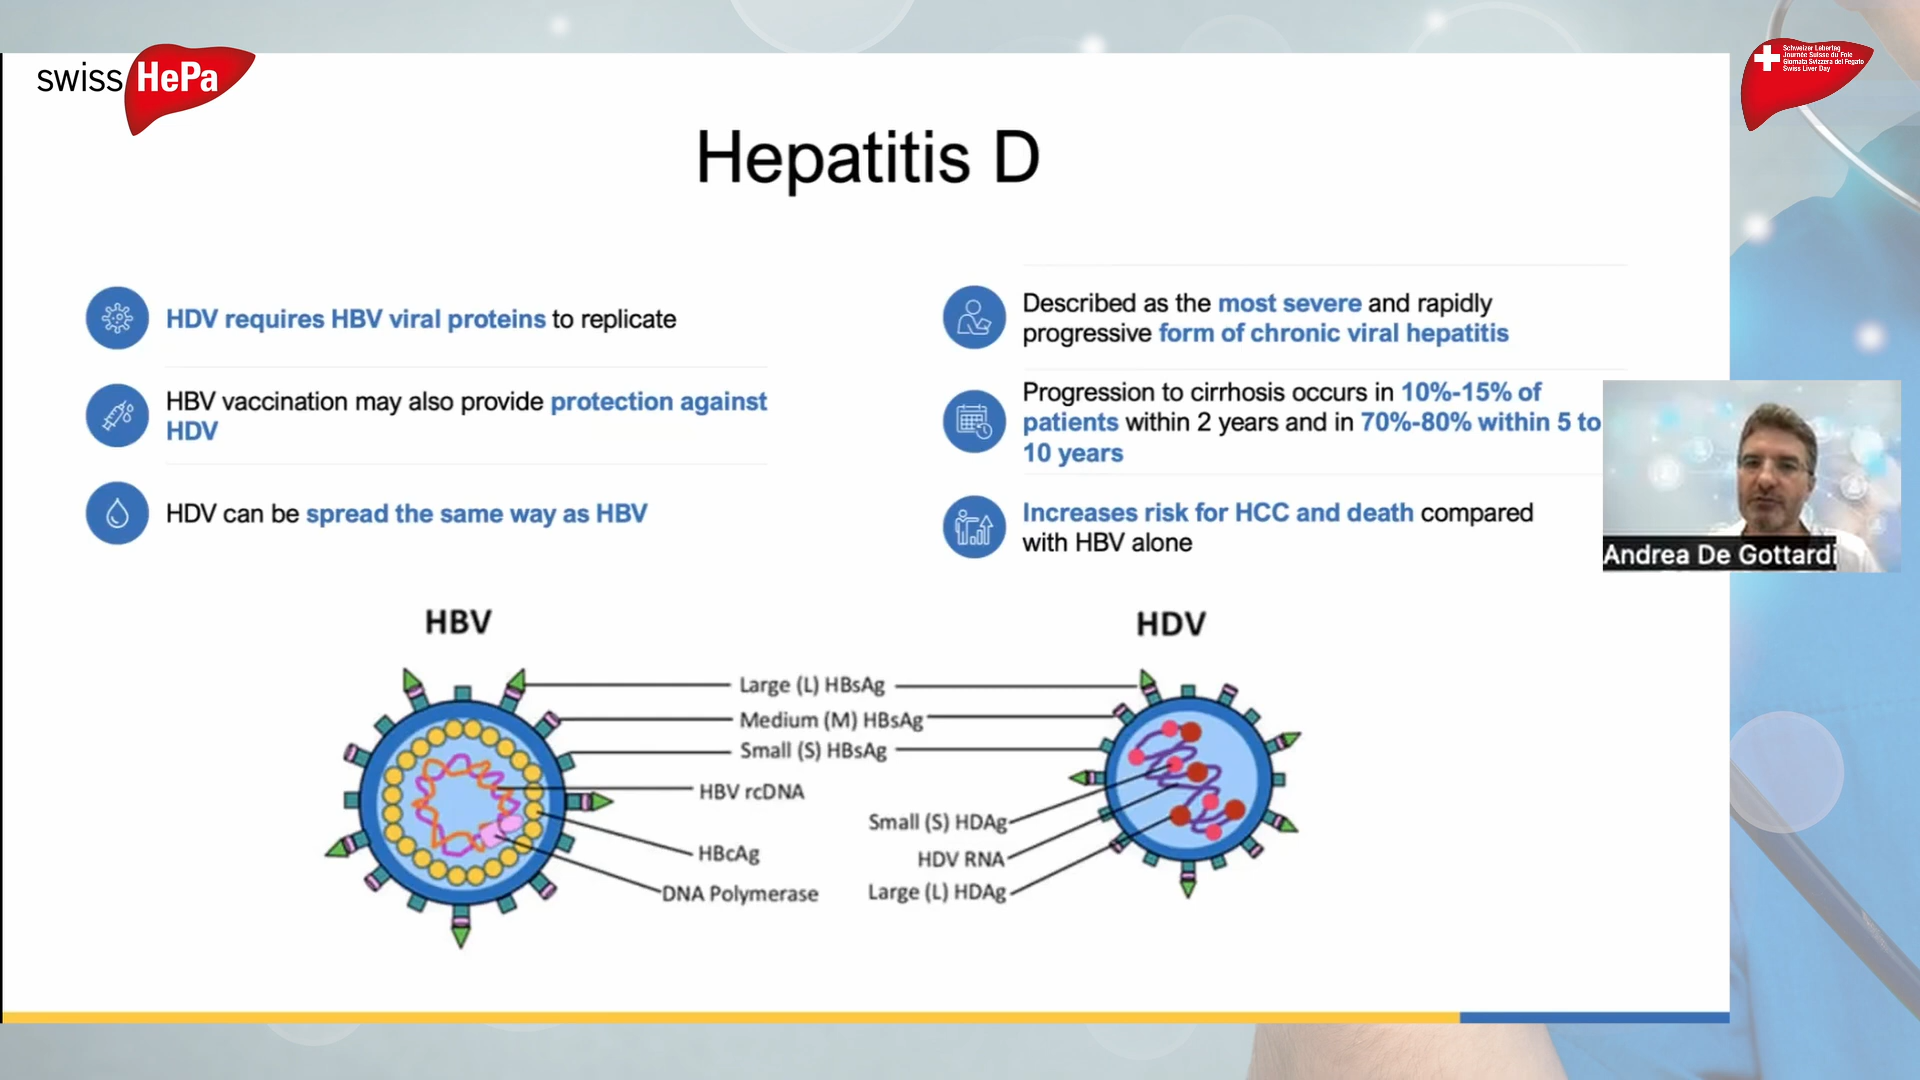 swiss HePa
Schweizer Lebertag
Journée Suisse du Foie
Giornata Svizzera del Fegato
Swiss Liver Day
Hepatitis D
HDV requires HBV viral proteins to replicate
HBV vaccination may also provide protection against
HDV
HDV can be spread the same way as HBV
Described as the most severe and rapidly
progressive form of chronic viral hepatitis
Progression to cirrhosis occurs in 10%-15% of
patients within 2 years and in 70%-80% within 5 to
10 years
Increases risk for HCC and death compared
with HBV alone
Andrea De Gottardi
HBV
HDV
Large (L) HBsAg
Medium (M) HBsAg
Small (S) HBsAg
HBV rcDNA
HBcAg
DNA Polymerase
Small (S) HDAg
HDV RNA
Large (L) HDAg